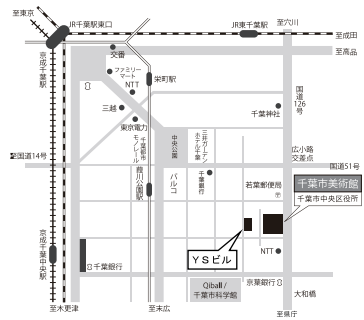 至東京
JR千葉駅東口
JR東千葉駅
至穴川
至成田
至高品
交番
ファミリー
マート
NTT
栄町駅
京成千葉駅
三越
東京電力
千葉都市
モノレール
千葉神社
国道
126号
中央公園
三井ガーデン
ホテル千葉
広小路
交差点
至国道14号
国道51号
葭川公園駅
パルコ
千葉銀行
若葉郵便局
千葉市美術館
千葉市中央区役所
京成千葉中央駅
YSビル
NTT
千葉銀行
京葉銀行
Qiball /
千葉市科学館
大和橋
至木更津
至末広
至県庁